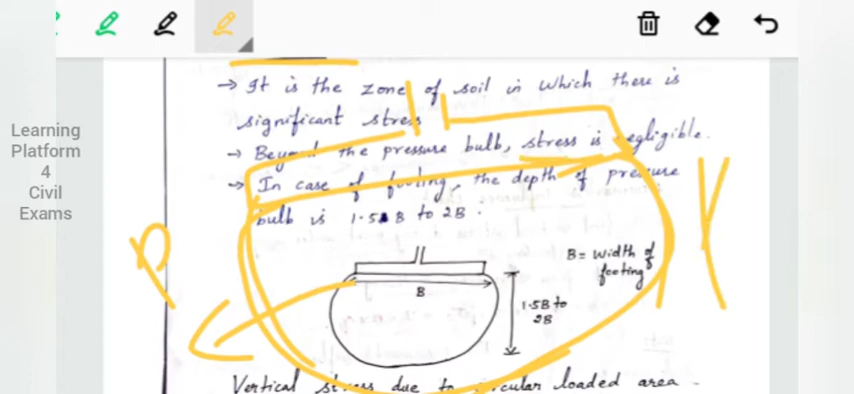 Learning
Platform
4
Civil
Exams
→ It is the zone of soil in which there is
significant stress
→ Beyond the pressure bulb, stress is negligible.
→ In case of footing, the depth of pressure
bulb is 1.5B to 2B.
B = width of
footing
B
1.5B to
2B
Vertical stress due to circular loaded area.